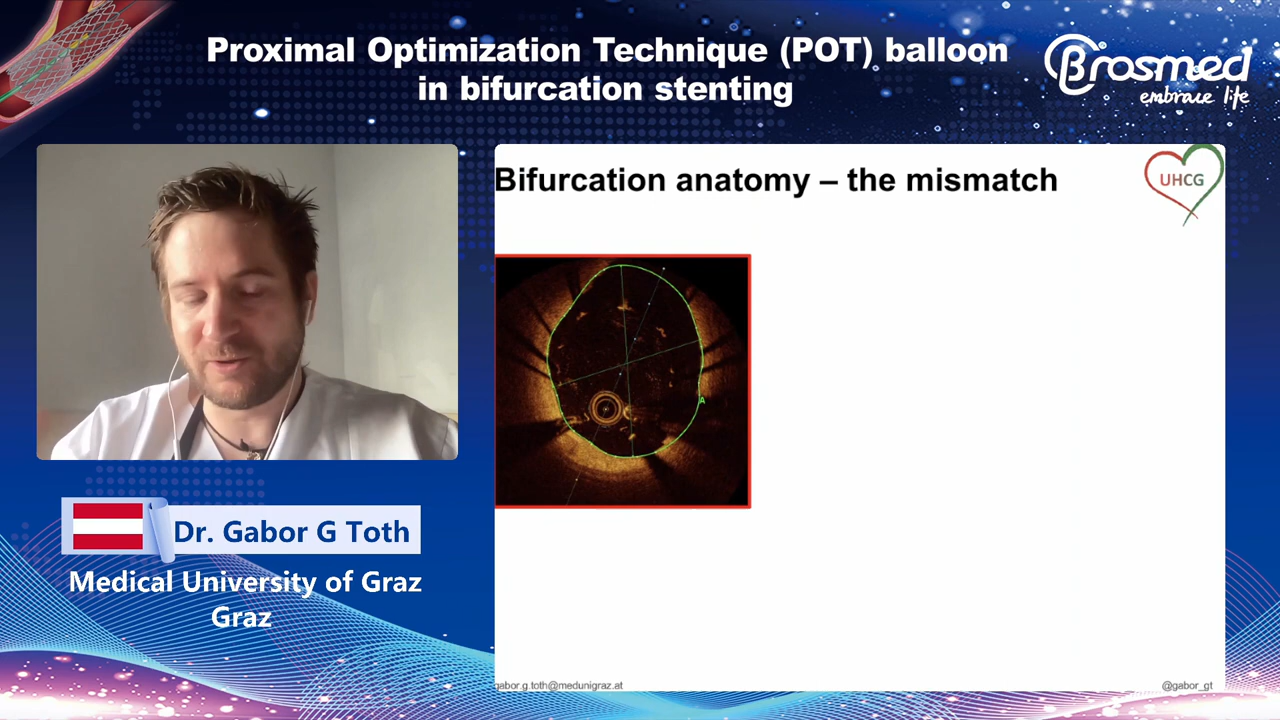 Proximal Optimization Technique (POT) balloon
in bifurcation stenting
Brosmed
embrace life
Bifurcation anatomy – the mismatch
UHCG
A
Dr. Gabor G Toth
Medical University of Graz
Graz
gabor.g.toth@medunigraz.at
@gabor_gt